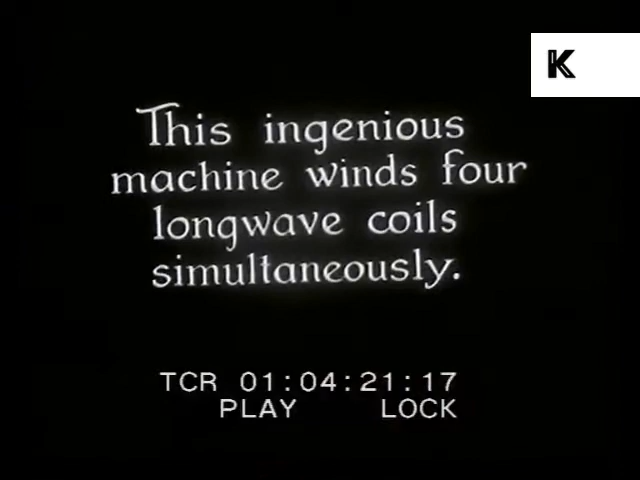 K
This ingenious
machine winds four
longwave coils
simultaneously.
TCR 01:04:21:17
PLAY LOCK